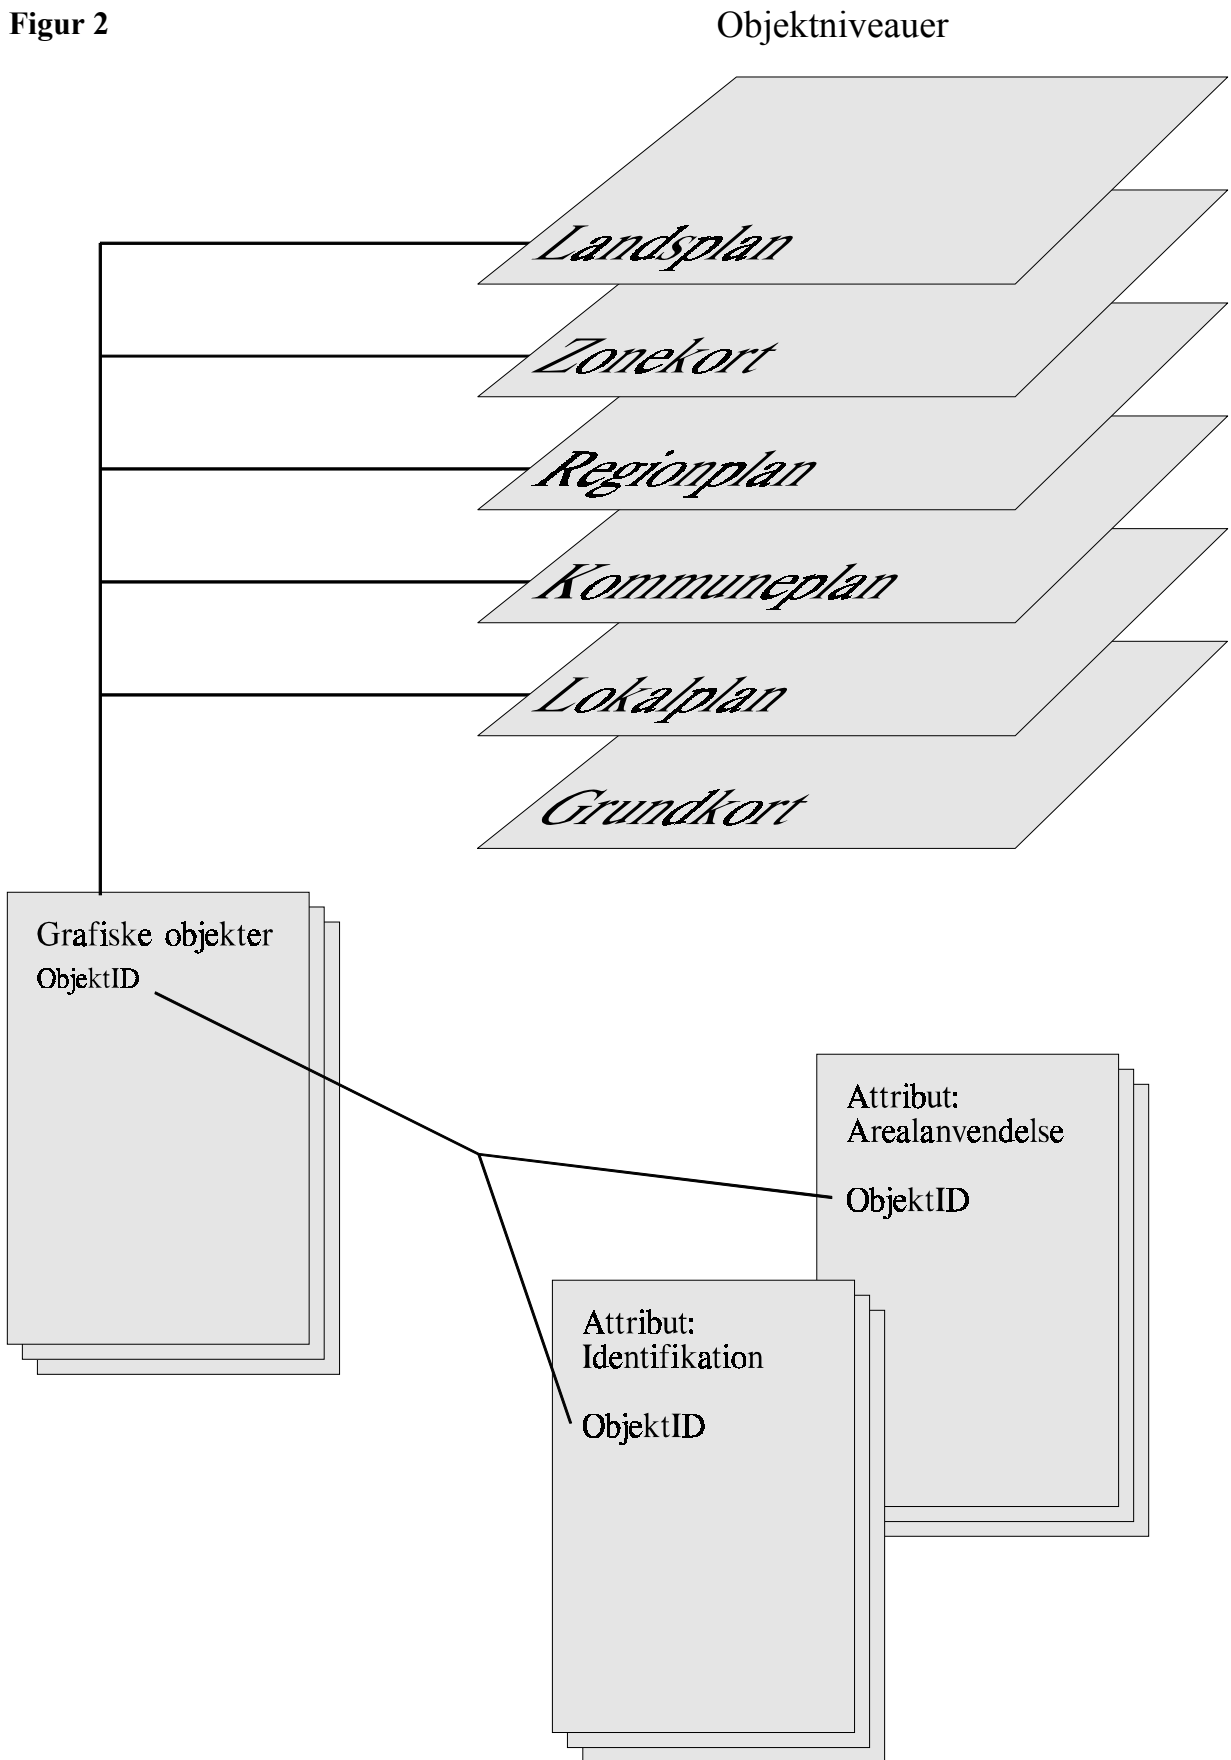 Figur 2
Objektniveauer
Landsplan
Zonekort
Regionplan
Kommuneplan
Lokalplan
Grundkort
Grafiske objekter
ObjektID
Attribut:
Arealanvendelse
ObjektID
Attribut:
Identifikation
ObjektID